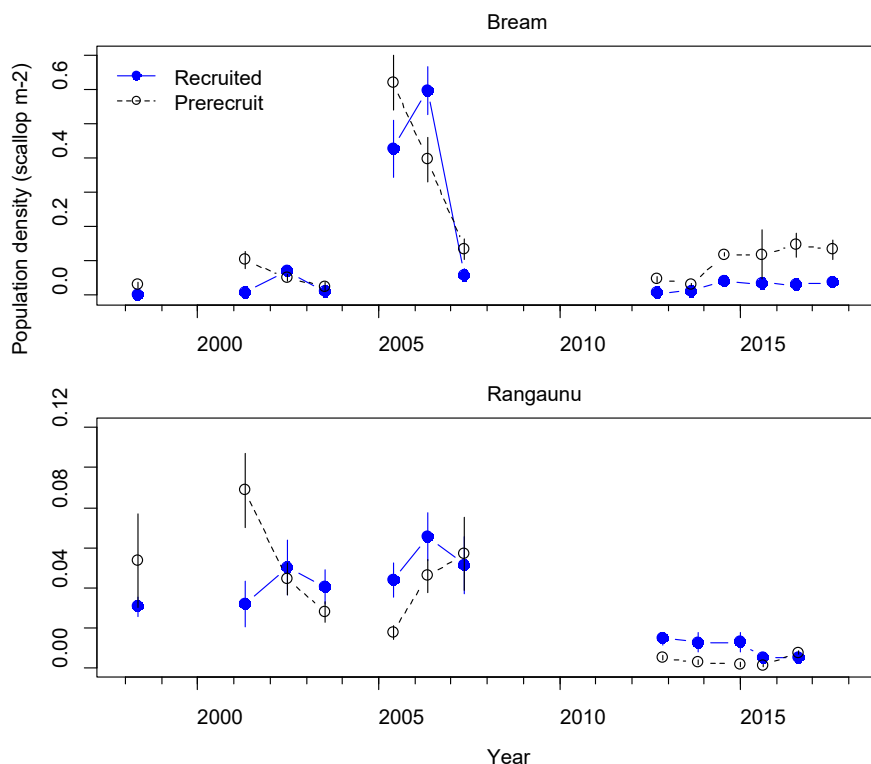 Bream
Population density (scallop m-2)
0.6
0.4
0.2
0.0
Recruited
Prerecruit
2000 2005 2010 2015
Rangaunu
0.12
0.08
0.04
0.00
2000 2005 2010 2015
Year